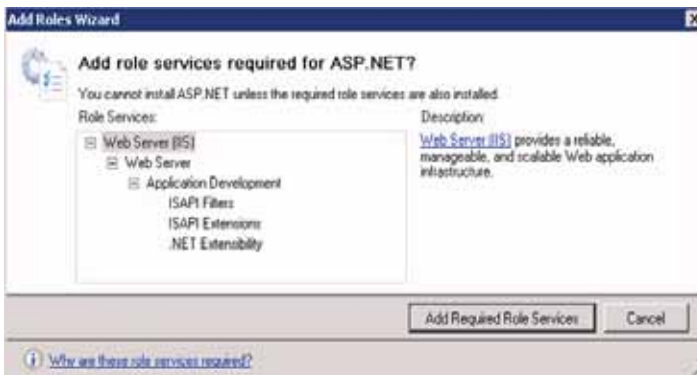 Add Roles Wizard
Add role services required for ASP.NET?
You cannot install ASP.NET unless the required role services are also installed.
Role Services:
Description:
Web Server (IIS)
Web Server (IIS) provides a reliable,
manageable, and scalable Web application
infrastructure.
Web Server
Application Development
ISAPI Filters
ISAPI Extensions
.NET Extensibility
Add Required Role Services
Cancel
Why are these role services required?